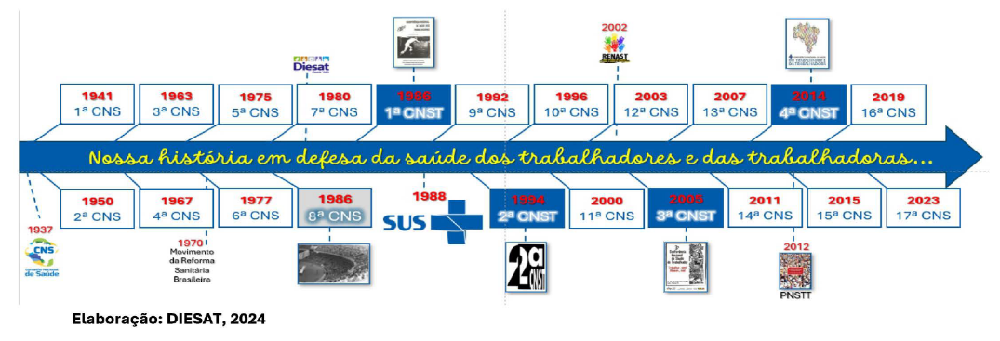 2002
RENAST
Diesat
1941
1ª CNS
1963
3ª CNS
1975
5ª CNS
1980
7ª CNS
1986
1ª CNST
1992
9ª CNS
1996
10ª CNS
2003
12ª CNS
2007
13ª CNS
2014
4ª CNST
2019
16ª CNS
Nossa história em defesa da saúde dos trabalhadores e das trabalhadoras...
1950
2ª CNS
1967
4ª CNS
1977
6ª CNS
1986
8ª CNS
1988
SUS
1994
2ª CNST
2000
11ª CNS
2005
3ª CNST
2011
14ª CNS
2015
15ª CNS
2023
17ª CNS
1937
CNS
Conselho Nacional
de Saúde
1970
Movimento
da Reforma
Sanitária
Brasileira
2ª
CNST
2012
PNSTT
Elaboração: DIESAT, 2024